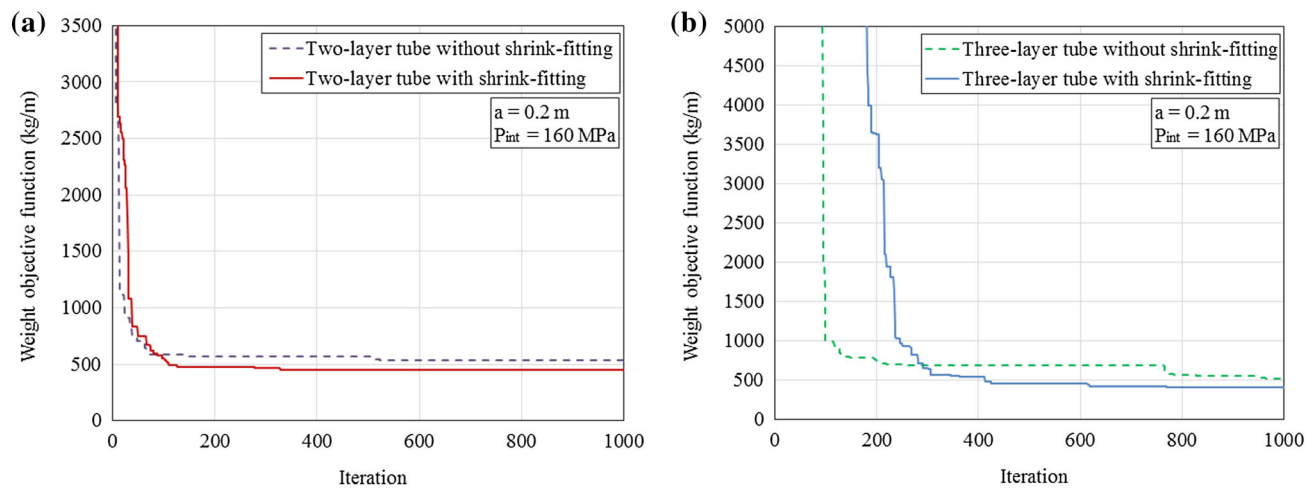 (a)
3500
3000
2500
2000
1500
1000
500
0
Weight objective function (kg/m)
Two-layer tube without shrink-fitting
Two-layer tube with shrink-fitting
a = 0.2 m
Pint = 160 MPa
0 200 400 600 800 1000
Iteration
(b)
5000
4500
4000
3500
3000
2500
2000
1500
1000
500
0
Weight objective function (kg/m)
Three-layer tube without shrink-fitting
Three-layer tube with shrink-fitting
a = 0.2 m
Pint = 160 MPa
0 200 400 600 800 1000
Iteration